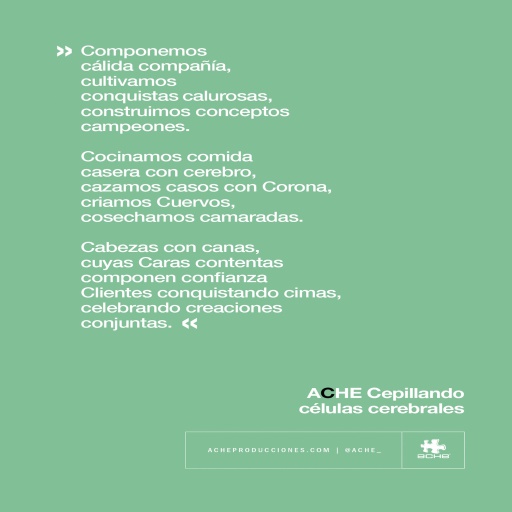 » Componemos
cálida compañía,
cultivamos
conquistas calurosas,
construimos conceptos
campeones.
Cocinamos comida
casera con cerebro,
cazamos casos con Corona,
criamos Cuervos,
cosechamos camaradas.
Cabezas con canas,
cuyas Caras contentas
componen confianza
Clientes conquistando cimas,
celebrando creaciones
conjuntas. «
ACHE Cepillando
células cerebrales
ACHEPRODUCCIONES.COM | @ACHE_
ACHE